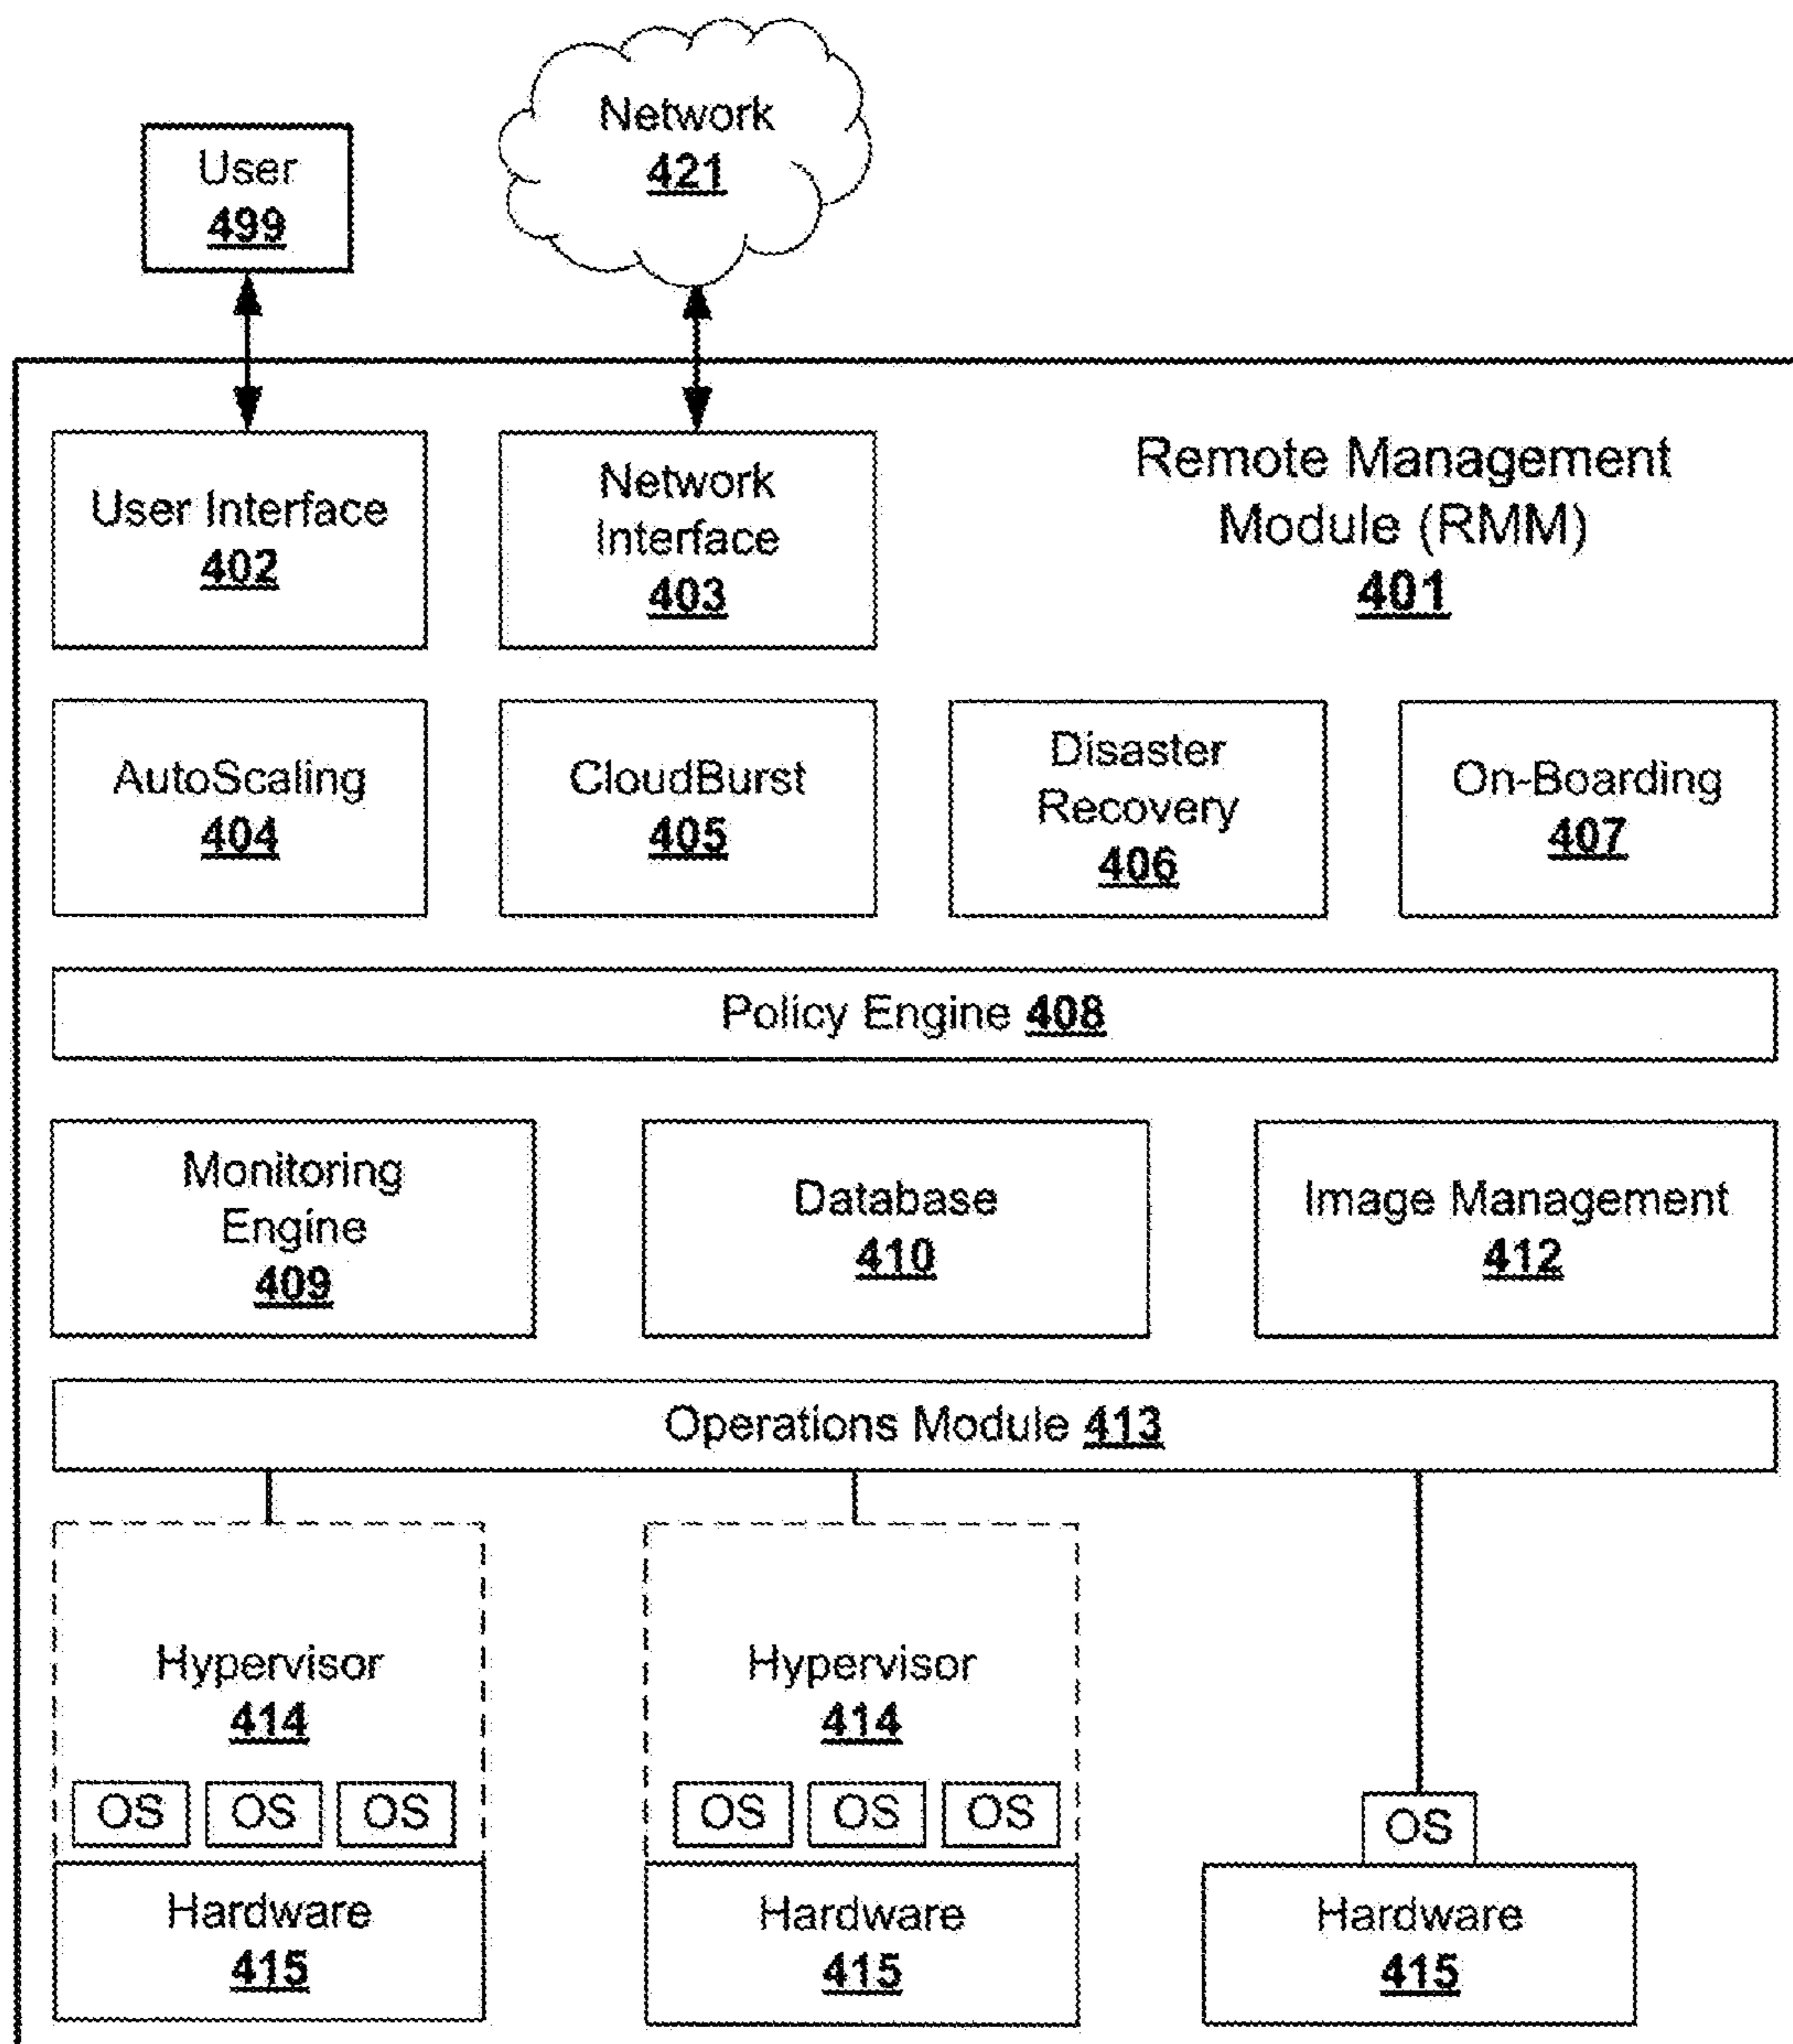 Network
421
User
499
User Interface
402
Network
Interface
403
Remote Management
Module (RMM)
401
AutoScaling
404
CloudBurst
405
Disaster
Recovery
406
On-Boarding
407
Policy Engine 408
Monitoring
Engine
409
Database
410
Image Management
412
Operations Module 413
Hypervisor
414
OS OS OS
Hardware
415
Hypervisor
414
OS OS OS
Hardware
415
OS
Hardware
415